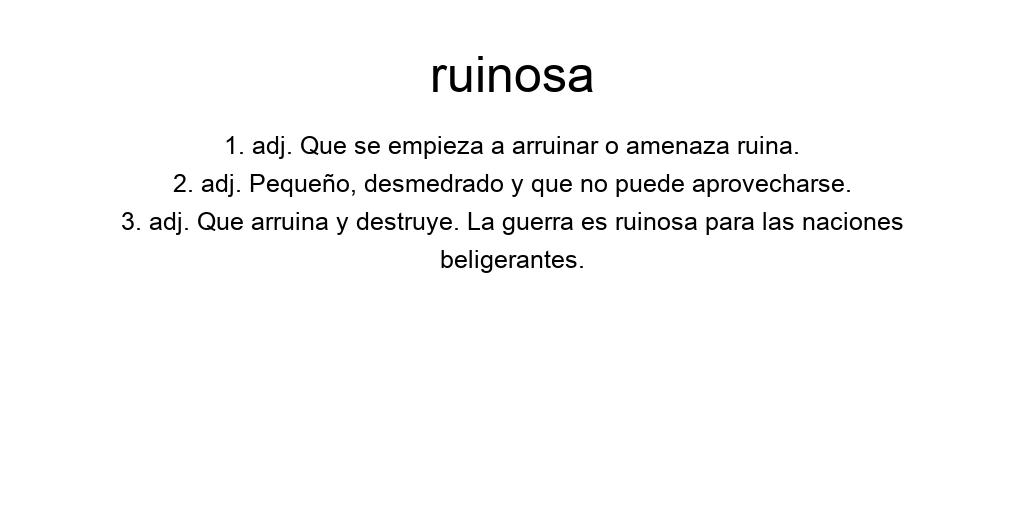 ruinosa
1. adj. Que se empieza a arruinar o amenaza ruina.
2. adj. Pequeño, desmedrado y que no puede aprovecharse.
3. adj. Que arruina y destruye. La guerra es ruinosa para las naciones
beligerantes.